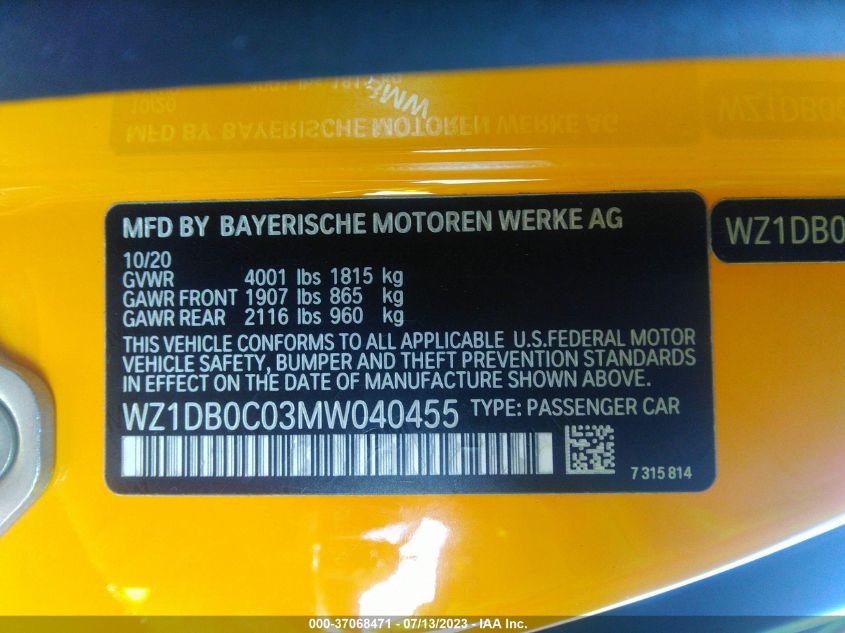 MFD BY BAYERISCHE MOTOREN WERKE AG
10/20
GVWR 4001 lbs 1815 kg
GAWR FRONT 1907 lbs 865 kg
GAWR REAR 2116 lbs 960 kg
THIS VEHICLE CONFORMS TO ALL APPLICABLE U.S.FEDERAL MOTOR
VEHICLE SAFETY, BUMPER AND THEFT PREVENTION STANDARDS
IN EFFECT ON THE DATE OF MANUFACTURE SHOWN ABOVE.
WZ1DB0C03MW040455 TYPE: PASSENGER CAR
7 315 814
WZ1DB0
000-37068471 - 07/13/2023 - IAA Inc.